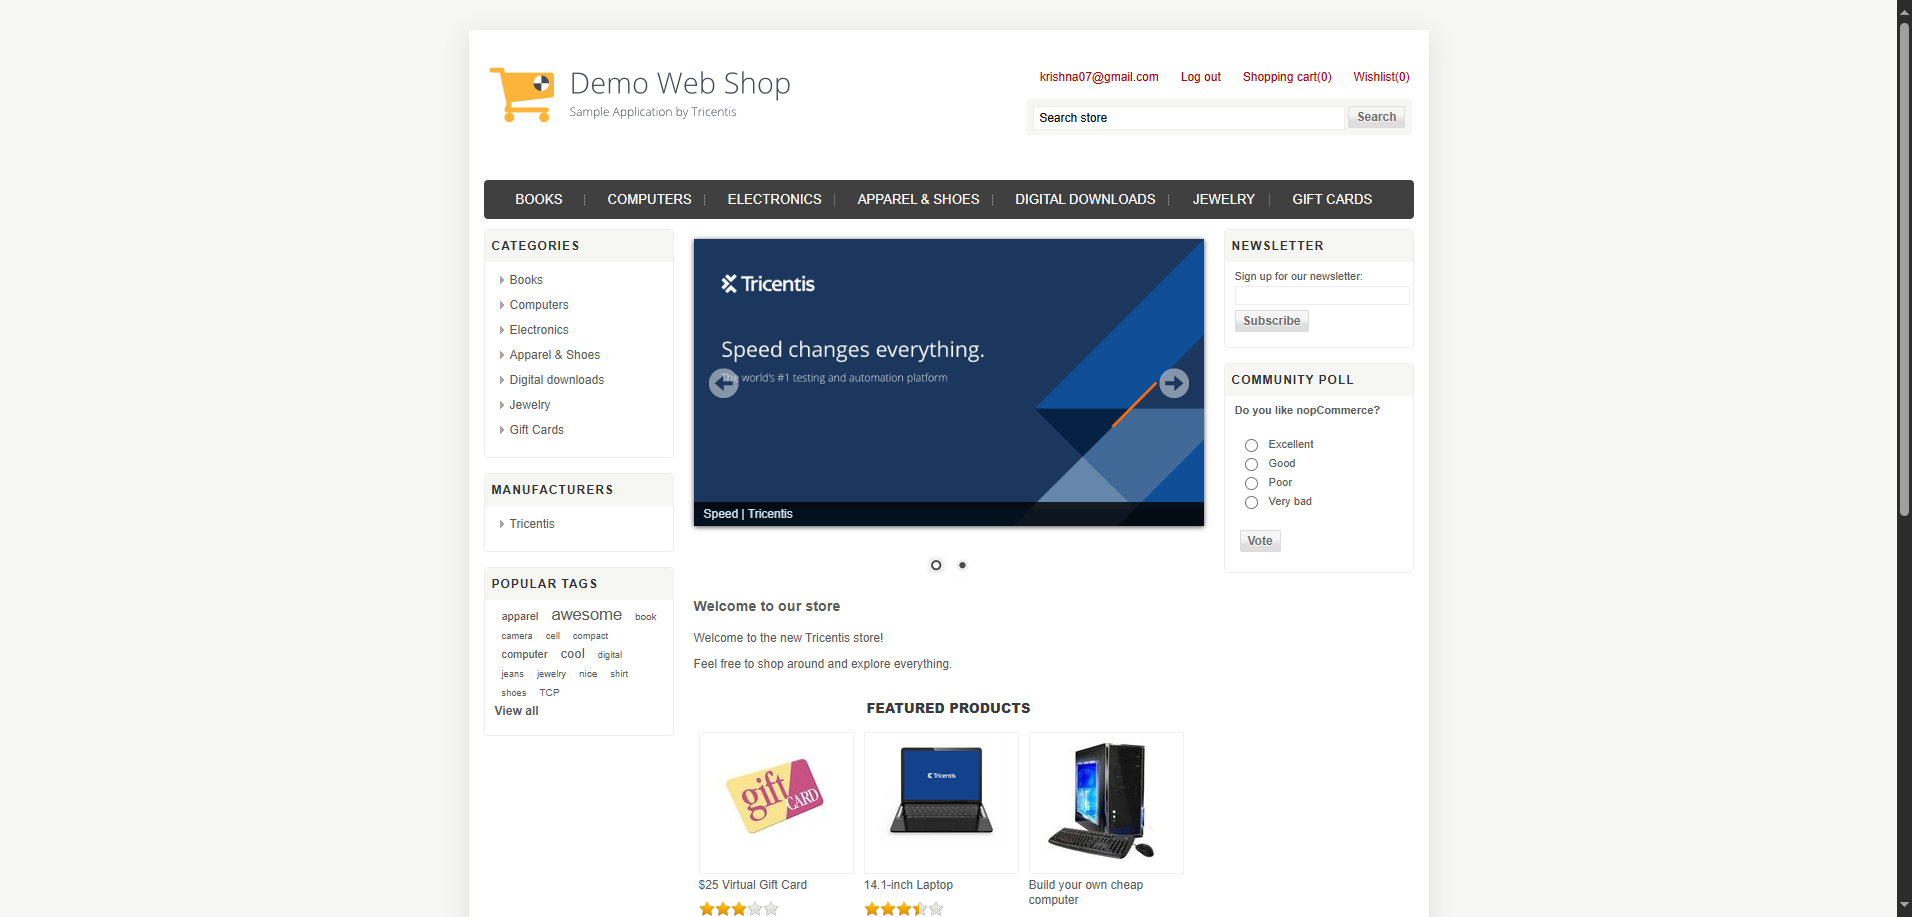 Demo Web Shop
Sample Application by Tricentis
krishna07@gmail.com Log out Shopping cart(0) Wishlist(0)
Search store Search
BOOKS COMPUTERS ELECTRONICS APPAREL & SHOES DIGITAL DOWNLOADS JEWELRY GIFT CARDS
CATEGORIES
Books
Computers
Electronics
Apparel & Shoes
Digital downloads
Jewelry
Gift Cards
MANUFACTURERS
Tricentis
POPULAR TAGS
apparel awesome book
camera cell compact
computer cool digital
jeans jewelry nice shirt
shoes TCP
View all
Tricentis
Speed changes everything.
The world's #1 testing and automation platform
Speed | Tricentis
Welcome to our store
Welcome to the new Tricentis store!
Feel free to shop around and explore everything.
FEATURED PRODUCTS
gift
CARD
Tricentis
$25 Virtual Gift Card
14.1-inch Laptop
Build your own cheap
computer
NEWSLETTER
Sign up for our newsletter:
Subscribe
COMMUNITY POLL
Do you like nopCommerce?
Excellent
Good
Poor
Very bad
Vote